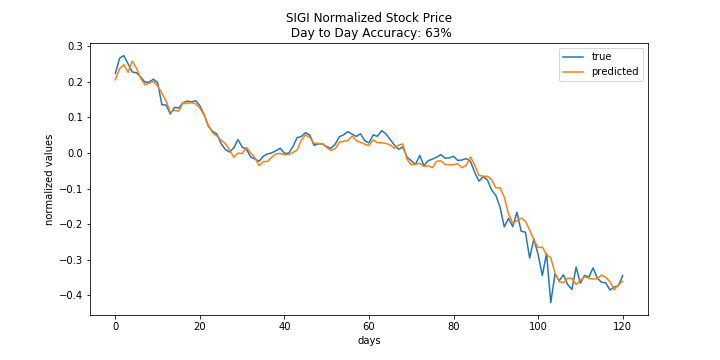 SIGI Normalized Stock Price
Day to Day Accuracy: 63%
true
predicted
normalized values
0.3
0.2
0.1
0.0
−0.1
−0.2
−0.3
−0.4
0 20 40 60 80 100 120
days